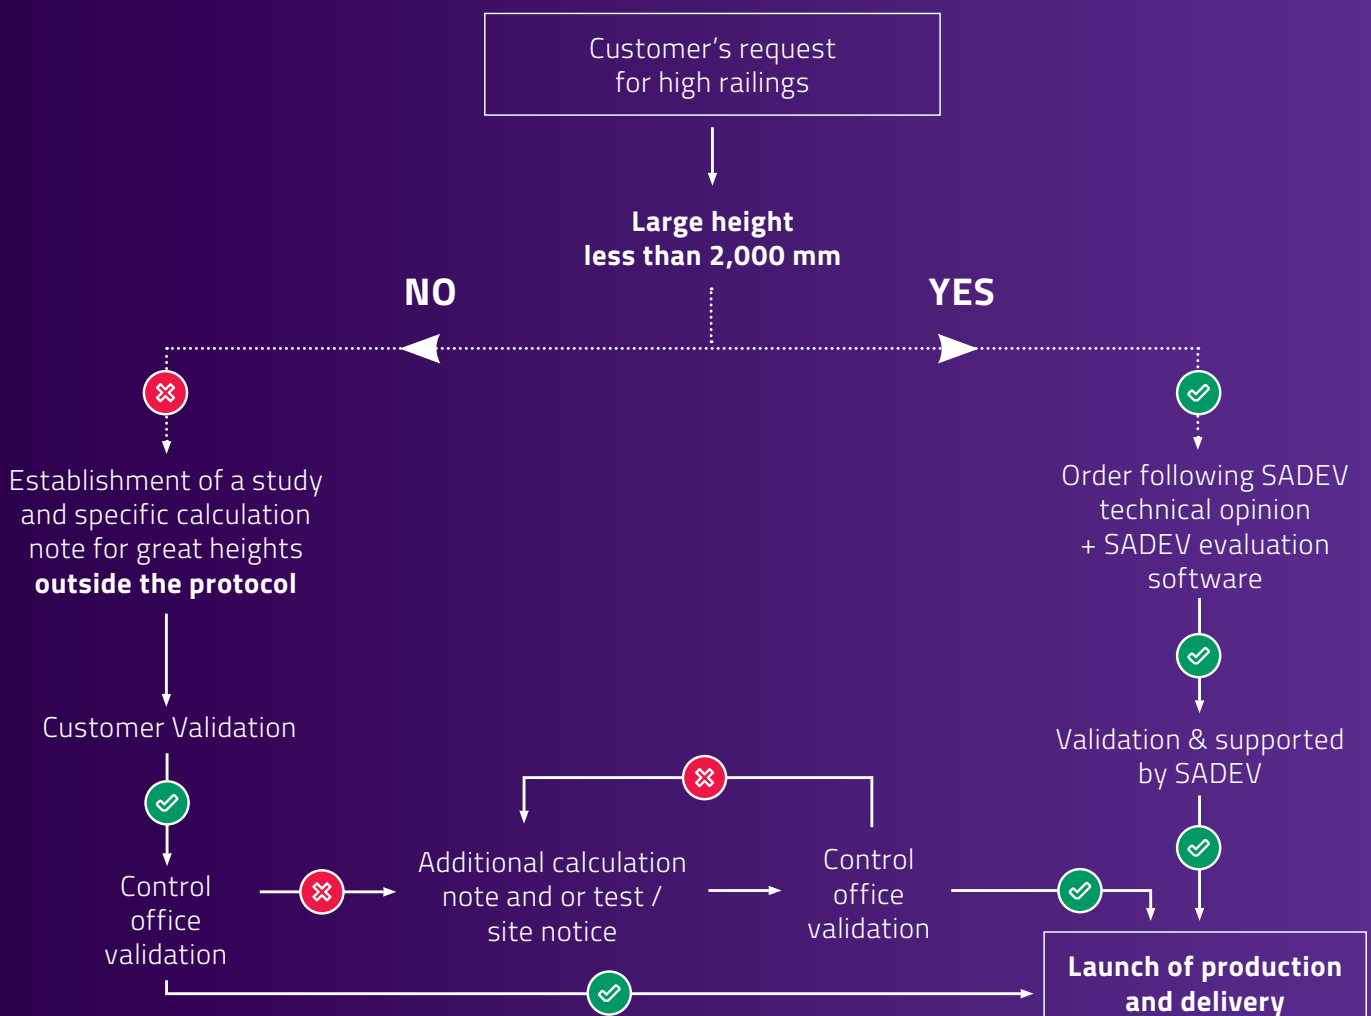 Customer’s request
for high railings
Large height
less than 2,000 mm
NO
YES
Establishment of a study
and specific calculation
note for great heights
outside the protocol
Order following SADEV
technical opinion
+ SADEV evaluation
software
Customer Validation
Validation & supported
by SADEV
Control
office
validation
Additional calculation
note and or test /
site notice
Control
office
validation
Launch of production
and delivery